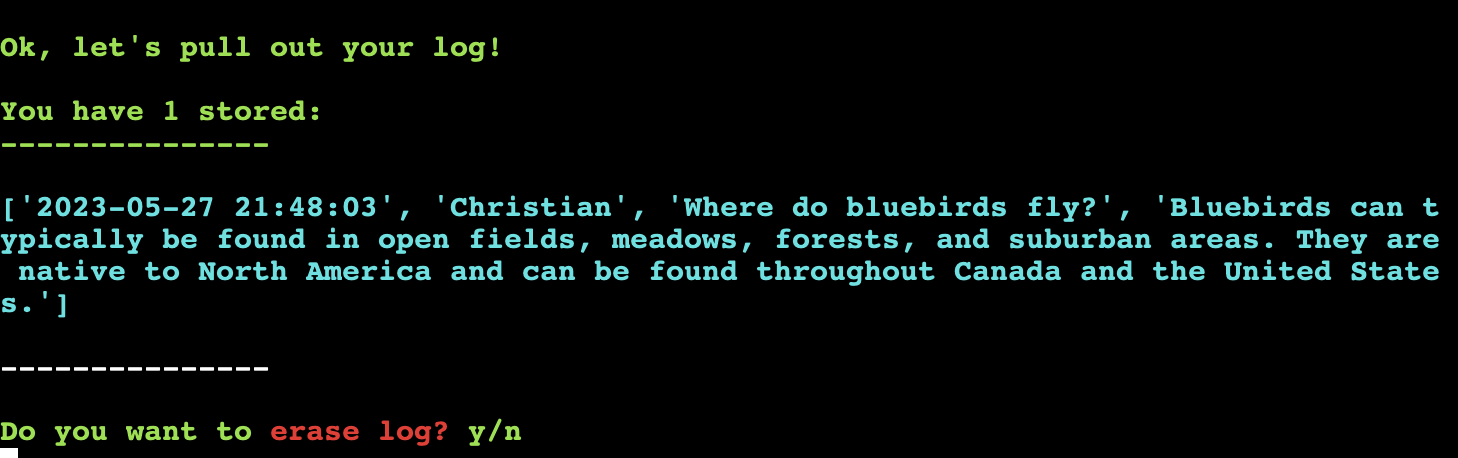 Ok, let's pull out your log!
You have 1 stored:
---------------
['2023-05-27 21:48:03', 'Christian', 'Where do bluebirds fly?', 'Bluebirds can t
ypically be found in open fields, meadows, forests, and suburban areas. They are
 native to North America and can be found throughout Canada and the United State
s.']
---------------
Do you want to erase log? y/n